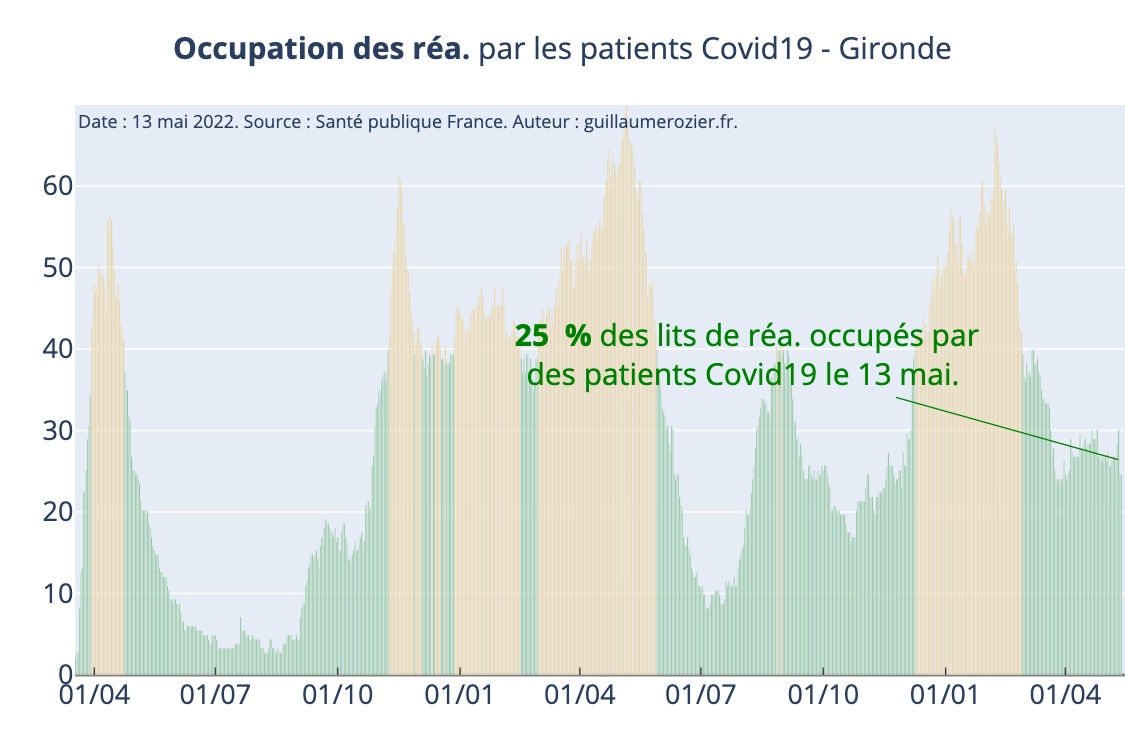 Occupation des réa. par les patients Covid19 - Gironde
Date : 13 mai 2022. Source : Santé publique France. Auteur : guillaumerozier.fr.
60
50
25 % des lits de réa. occupés par
40
des patients Covid19 le 13 mai.
30
20
10
0
01/04 01/07 01/10 01/01 01/04 01/07 01/10 01/01 01/04